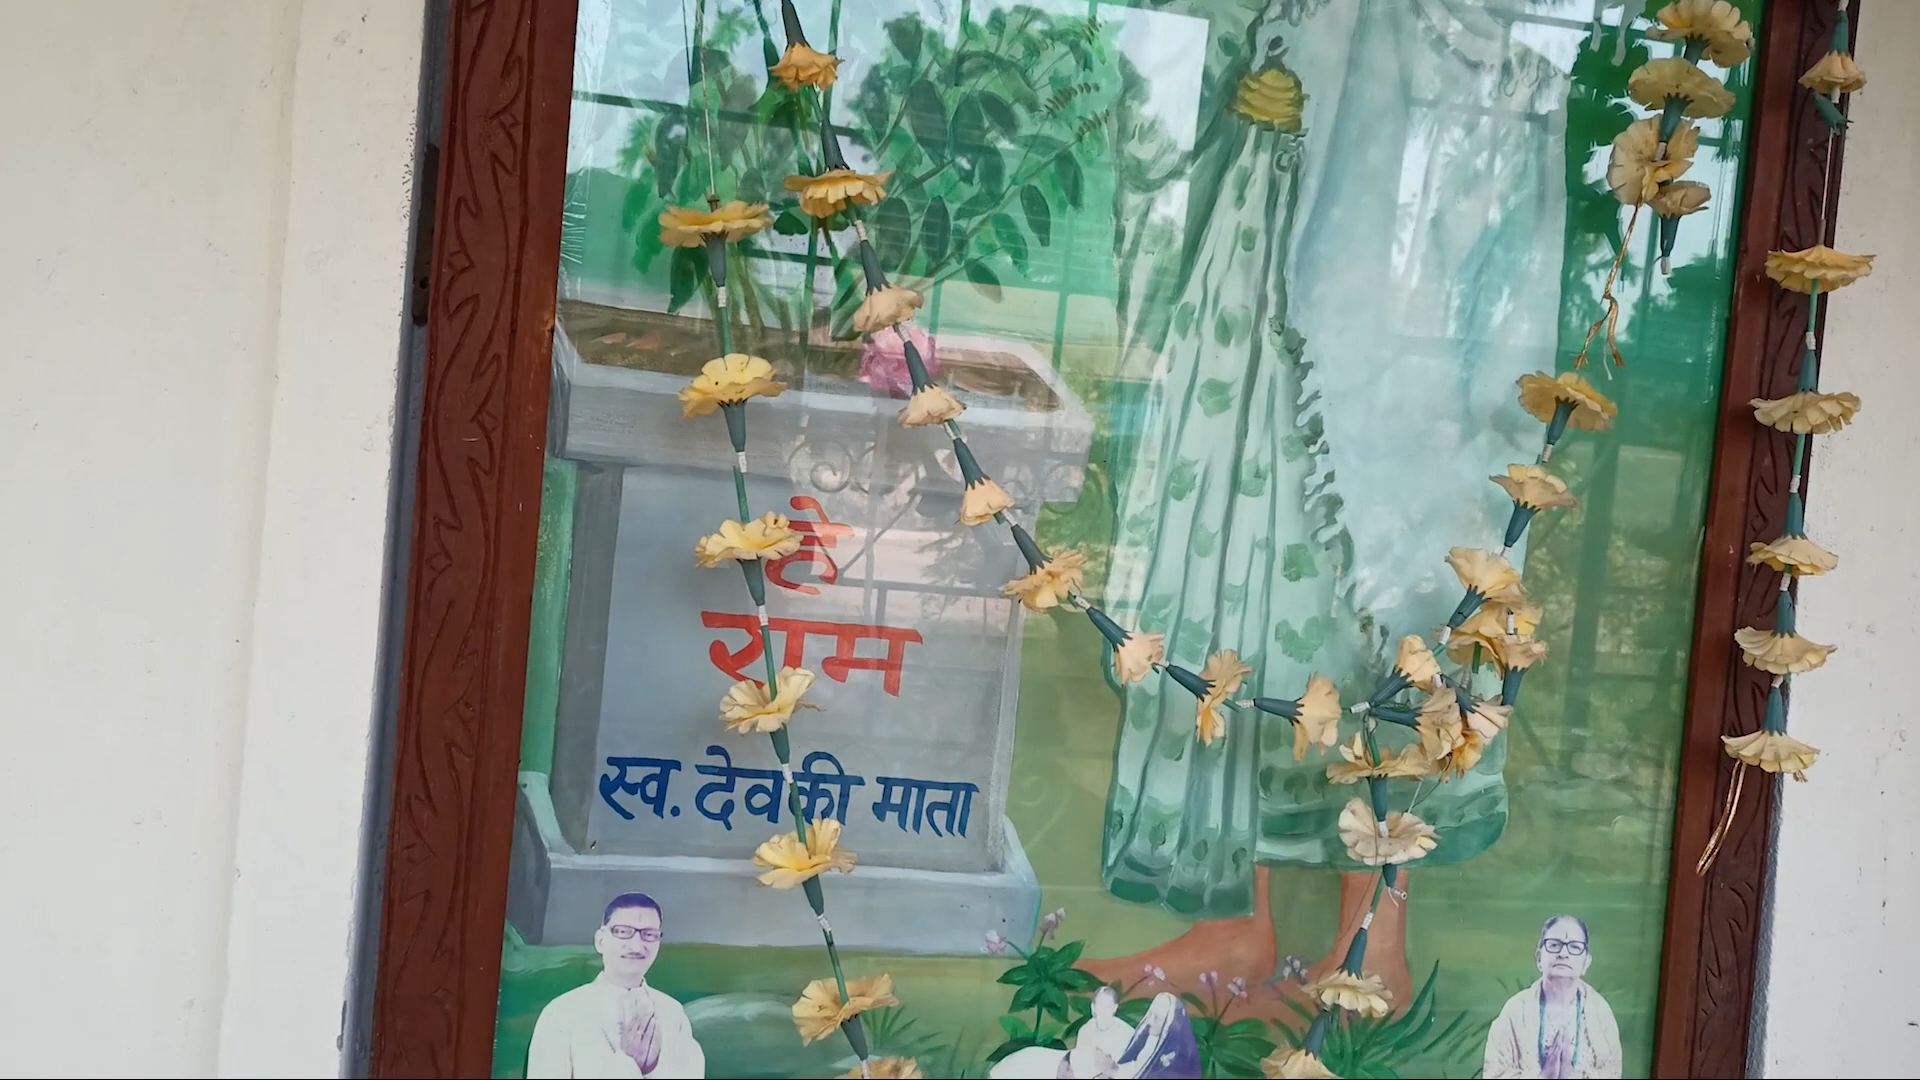 हे
राम
स्व. देवकी माता